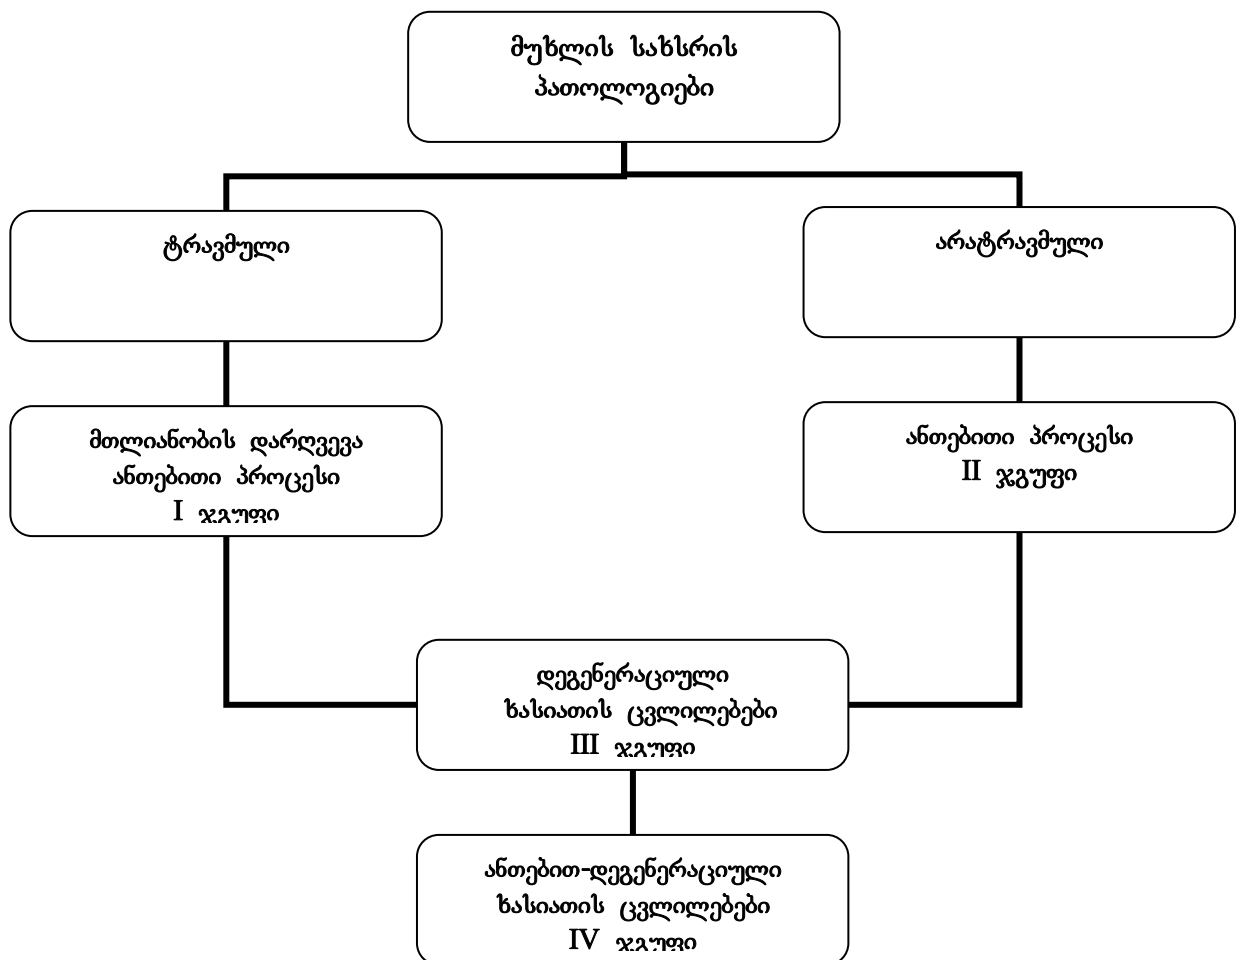 მუხლის სახსრის
პათოლოგიები
ტრავმული
არატრავმული
მთლიანობის დარღვევა
ანთებითი პროცესი
I ჯგუფი
ანთებითი პროცესი
II ჯგუფი
დეგენერაციული
ხასიათის ცვლილებები
III ჯგუფი
ანთებით-დეგენერაციული
ხასიათის ცვლილებები
IV ჯგუფი